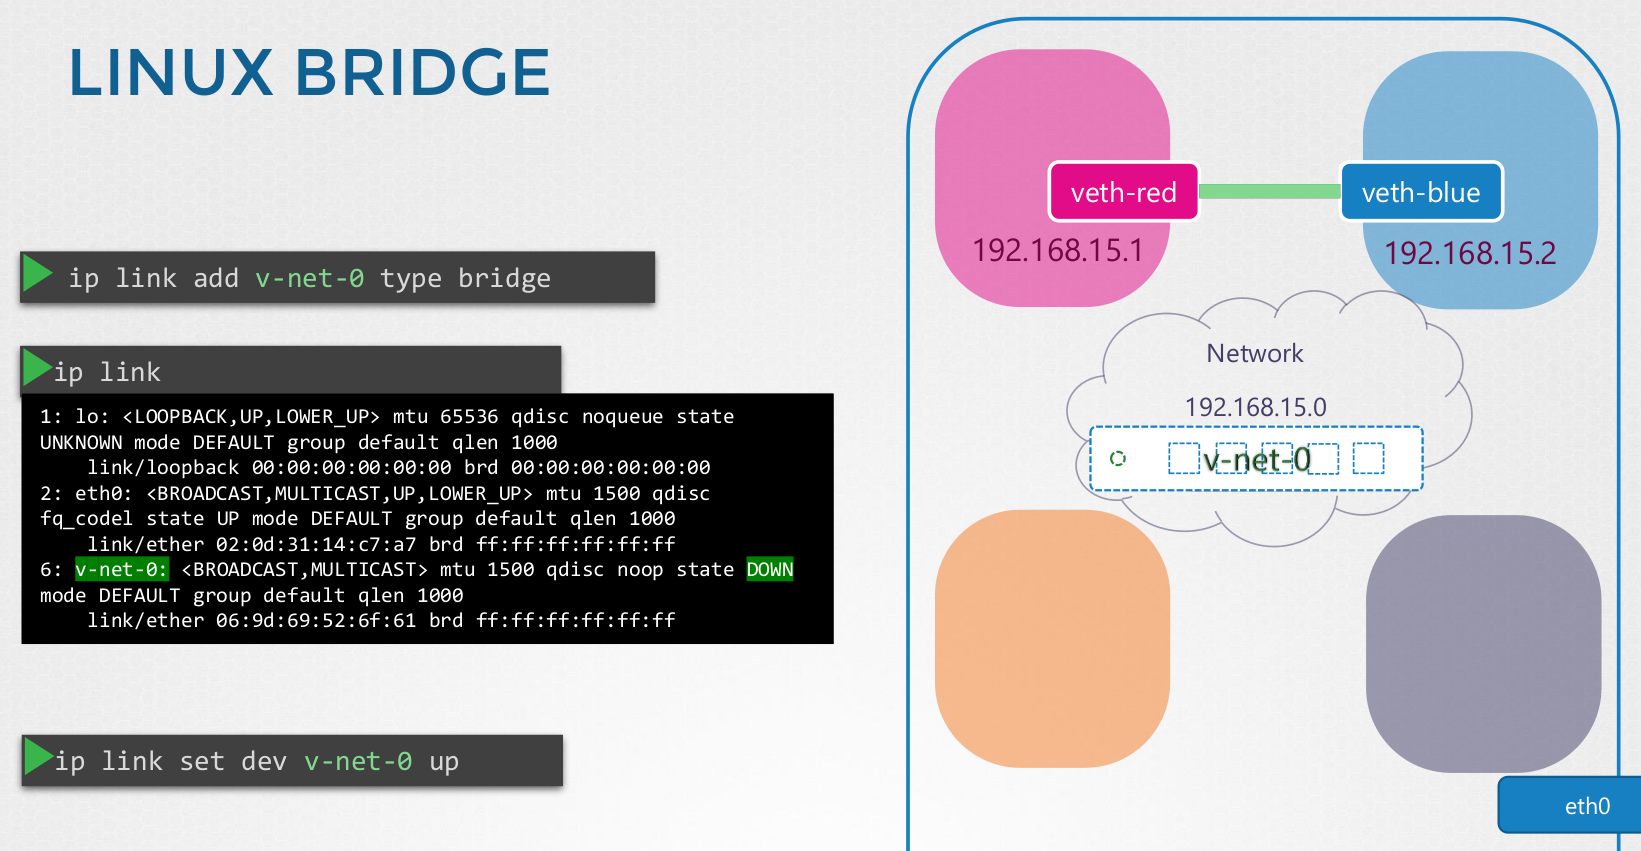 LINUX BRIDGE
ip link add v-net-0 type bridge
ip link
1: lo: <LOOPBACK,UP,LOWER_UP> mtu 65536 qdisc noqueue state
UNKNOWN mode DEFAULT group default qlen 1000
    link/loopback 00:00:00:00:00:00 brd 00:00:00:00:00:00
2: eth0: <BROADCAST,MULTICAST,UP,LOWER_UP> mtu 1500 qdisc
fq_codel state UP mode DEFAULT group default qlen 1000
    link/ether 02:0d:31:14:c7:a7 brd ff:ff:ff:ff:ff:ff
6: v-net-0: <BROADCAST,MULTICAST> mtu 1500 qdisc noop state DOWN
mode DEFAULT group default qlen 1000
    link/ether 06:9d:69:52:6f:61 brd ff:ff:ff:ff:ff:ff
ip link set dev v-net-0 up
veth-red
veth-blue
192.168.15.1
192.168.15.2
Network
192.168.15.0
v-net-0
eth0